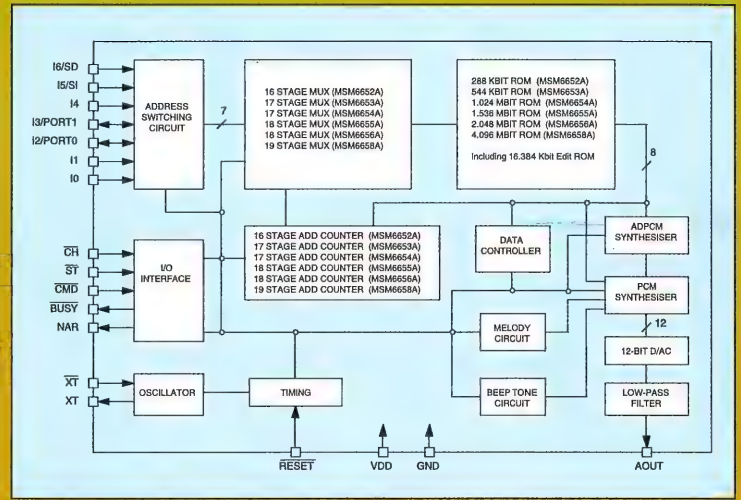 I6/SD
I5/SI
I4
I3/PORT1
I2/PORT0
I1
I0
ADDRESS
SWITCHING
CIRCUIT
7
16 STAGE MUX (MSM6652A)
17 STAGE MUX (MSM6653A)
17 STAGE MUX (MSM6654A)
18 STAGE MUX (MSM6655A)
18 STAGE MUX (MSM6656A)
19 STAGE MUX (MSM6658A)
288 KBIT ROM (MSM6652A)
544 KBIT ROM (MSM6653A)
1.024 MBIT ROM (MSM6654A)
1.536 MBIT ROM (MSM6655A)
2.048 MBIT ROM (MSM6656A)
4.096 MBIT ROM (MSM6658A)
Including 16.384 Kbit Edit ROM
8
CH
ST
CMD
BUSY
NAR
I/O
INTERFACE
16 STAGE ADD COUNTER (MSM6652A)
17 STAGE ADD COUNTER (MSM6653A)
17 STAGE ADD COUNTER (MSM6654A)
18 STAGE ADD COUNTER (MSM6655A)
18 STAGE ADD COUNTER (MSM6656A)
19 STAGE ADD COUNTER (MSM6658A)
DATA
CONTROLLER
ADPCM
SYNTHESISER
PCM
SYNTHESISER
12
MELODY
CIRCUIT
12-BIT D/AC
XT
XT
OSCILLATOR
TIMING
BEEP TONE
CIRCUIT
LOW-PASS
FILTER
RESET
VDD
GND
AOUT